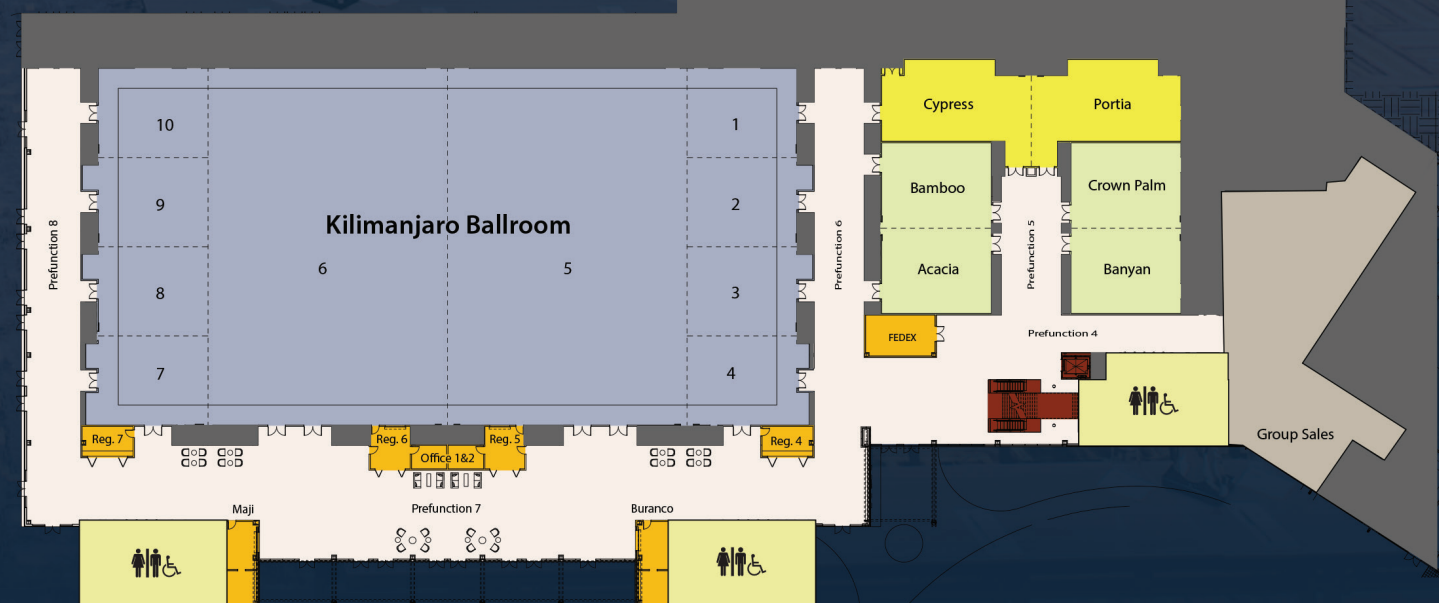 Cypress
Portia
10
1
Bamboo
Crown Palm
9
2
Kilimanjaro Ballroom
Prefunction 8
Prefunction 6
Prefunction 5
6
5
Acacia
Banyan
8
3
FEDEX
Prefunction 4
7
4
Reg. 7
Reg. 6
Reg. 5
Reg. 4
Office 1&2
Group Sales
Maji
Prefunction 7
Buranco